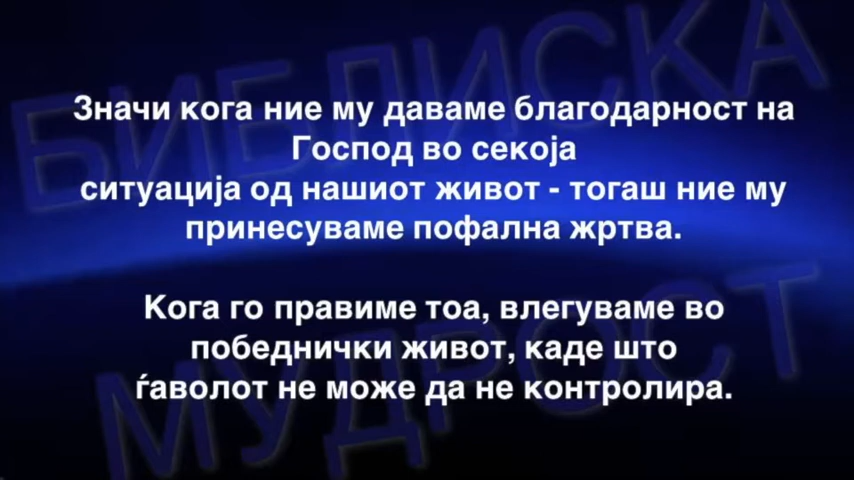 БИБЛИСКА
МУДРОСТ
Значи кога ние му даваме благодарност на
Господ во секоја
ситуација од нашиот живот - тогаш ние му
принесуваме пофална жртва.
Кога го правиме тоа, влегуваме во
победнички живот, каде што
ѓаволот не може да не контролира.